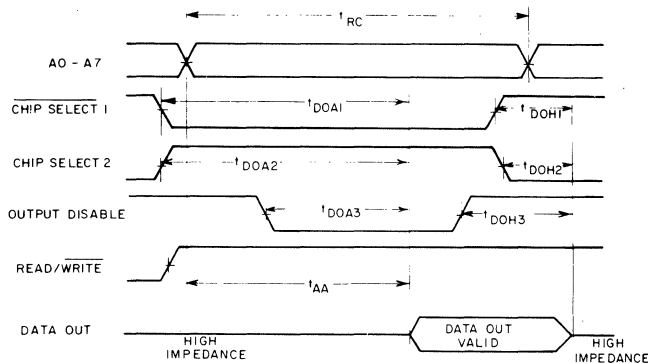 tRC
A0 - A7
CHIP SELECT 1
tDOA1
tDOH1
CHIP SELECT 2
tDOA2
tDOH2
OUTPUT DISABLE
tDOA3
tDOH3
READ/WRITE
tAA
DATA OUT
HIGH
IMPEDANCE
DATA OUT
VALID
HIGH
IMPEDANCE